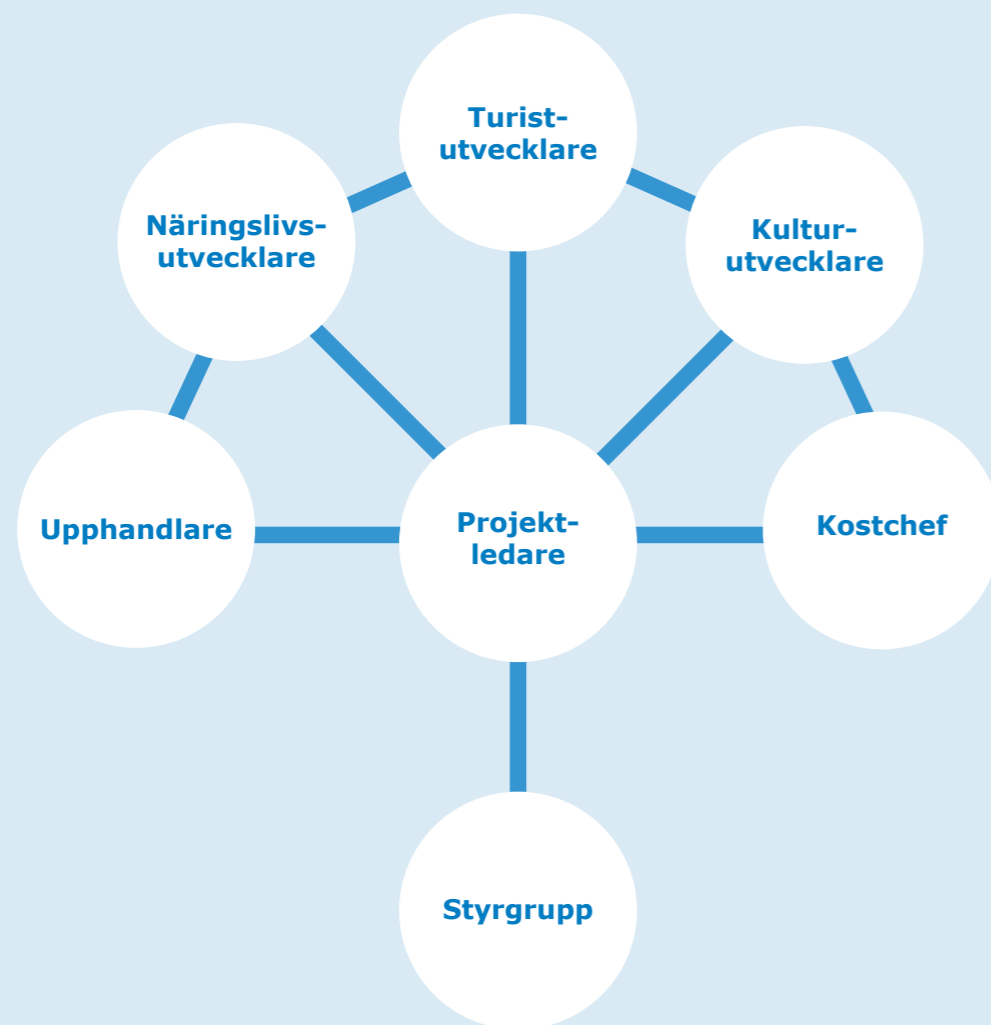 Turist-
utvecklare
Näringslivs-
utvecklare
Kultur-
utvecklare
Upphandlare
Projekt-
ledare
Kostchef
Styrgrupp